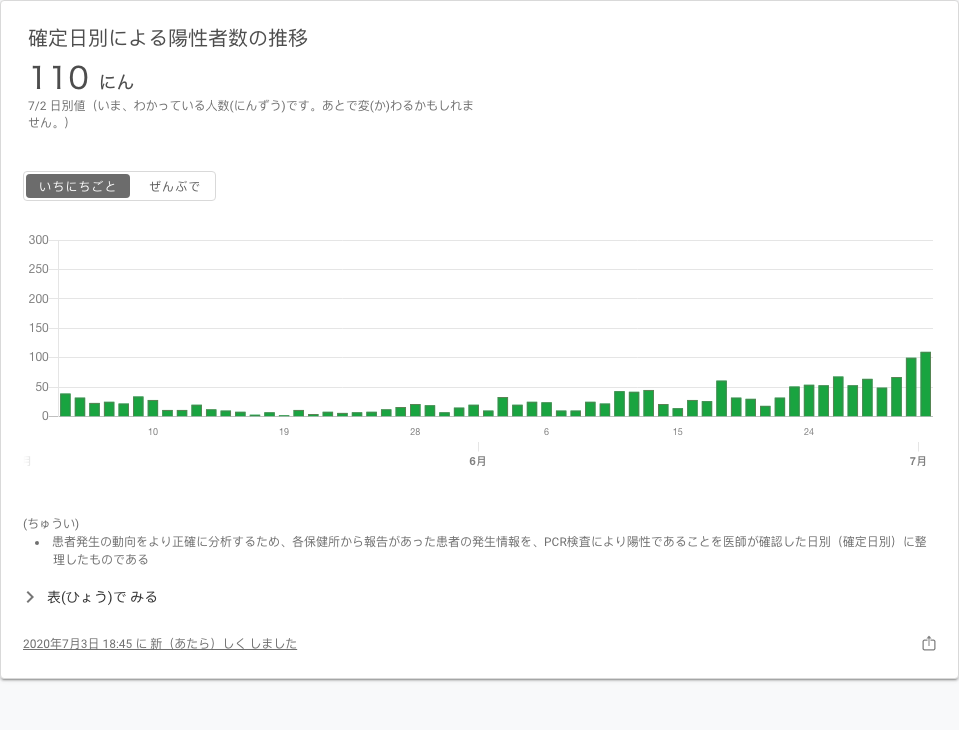 確定日別による陽性者数の推移
110 にん
7/2 日別値（いま、わかっている人数(にんずう)です。あとで変(か)わるかもしれま
せん。）
いちにちごと ぜんぶで
300
250
200
150
100
50
0
10 19 28 6 15 24
6月 7月
(ちゅうい)
• 患者発生の動向をより正確に分析するため、各保健所から報告があった患者の発生情報を、PCR検査により陽性であることを医師が確認した日別（確定日別）に整
理したものである
表(ひょう)で みる
2020年7月3日 18:45 に 新（あたら）しく しました